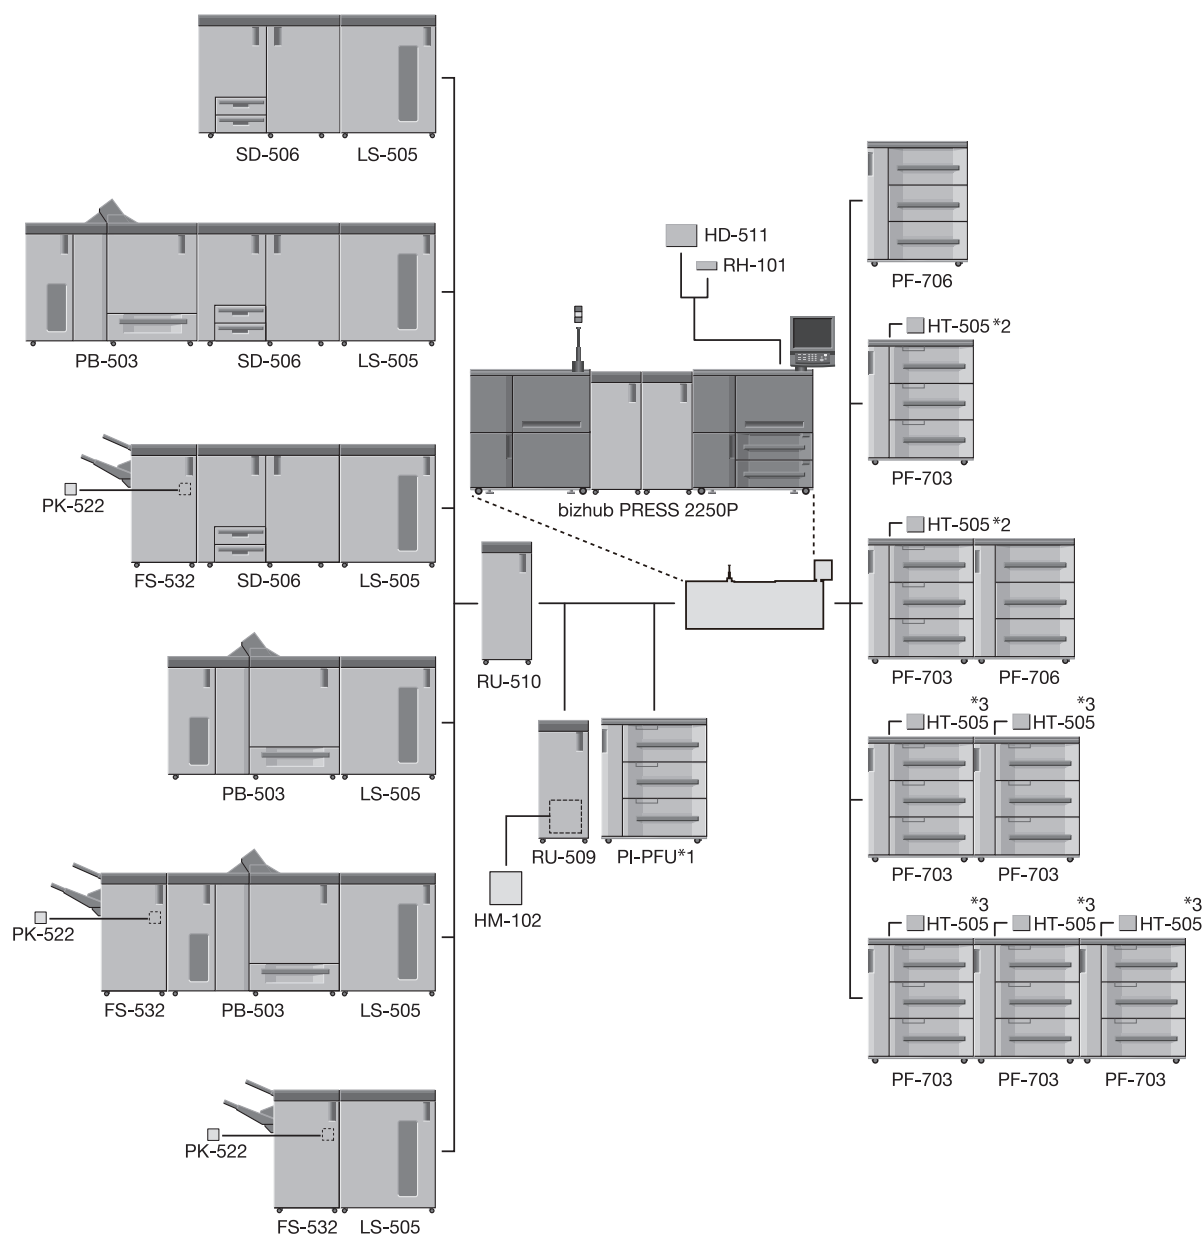 SD-506 LS-505
PB-503 SD-506 LS-505
PK-522
FS-532 SD-506 LS-505
PB-503 LS-505
PK-522
FS-532 PB-503 LS-505
PK-522
FS-532 LS-505
HD-511
RH-101
bizhub PRESS 2250P
RU-510
RU-509 PI-PFU*1
HM-102
PF-706
HT-505 *2
PF-703
HT-505 *2
PF-703 PF-706
*3 *3
HT-505 HT-505
PF-703 PF-703
*3 *3 *3
HT-505 HT-505 HT-505
PF-703 PF-703 PF-703